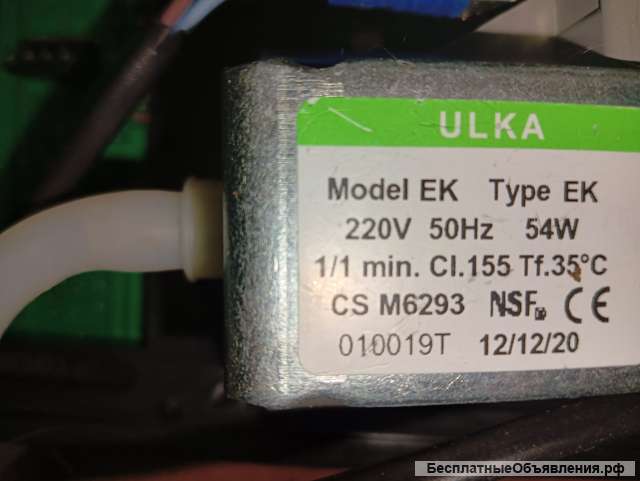 ULKA
Model EK Type EK
220V 50Hz 54W
1/1 min. Cl.155 Tf.35°C
CS M6293 NSF® CE
010019T 12/12/20
БесплатныеОбъявления.рф